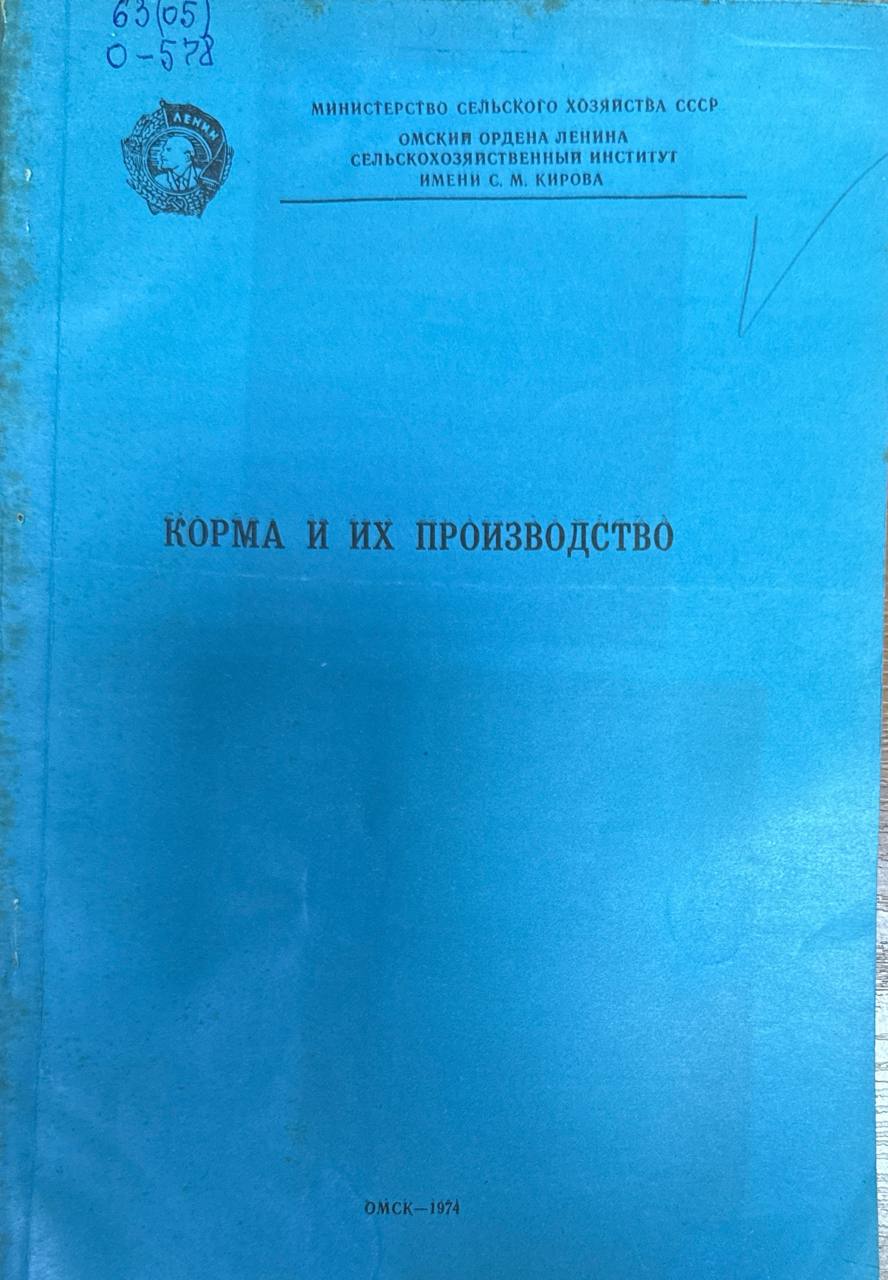 63(05)
О-578
ЛЕНИН
МИНИСТЕРСТВО СЕЛЬСКОГО ХОЗЯЙСТВА СССР
ОМСКИЙ ОРДЕНА ЛЕНИНА
СЕЛЬСКОХОЗЯЙСТВЕННЫЙ ИНСТИТУТ
ИМЕНИ С. М. КИРОВА
КОРМА И ИХ ПРОИЗВОДСТВО
ОМСК—1974